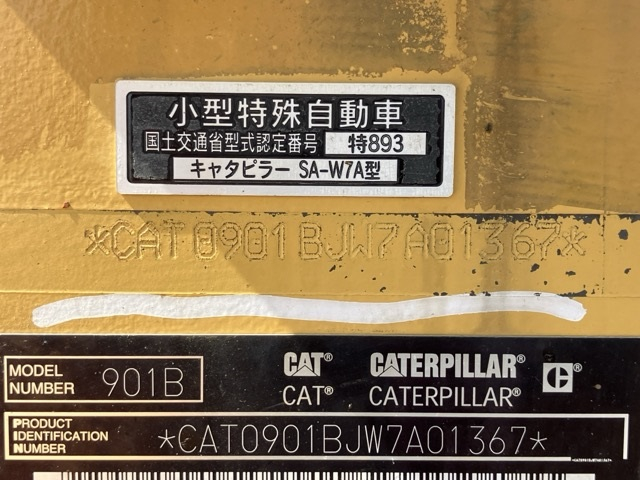 小型特殊自動車
国土交通省型式認定番号 特893
キャタピラー SA-W7A型
*CAT0901BJW7A01367*
MODEL NUMBER 901B
CAT® CATERPILLAR® C®
CAT® CATERPILLAR®
PRODUCT IDENTIFICATION NUMBER *CAT0901BJW7A01367*
*CAT0901BJW7A01367*